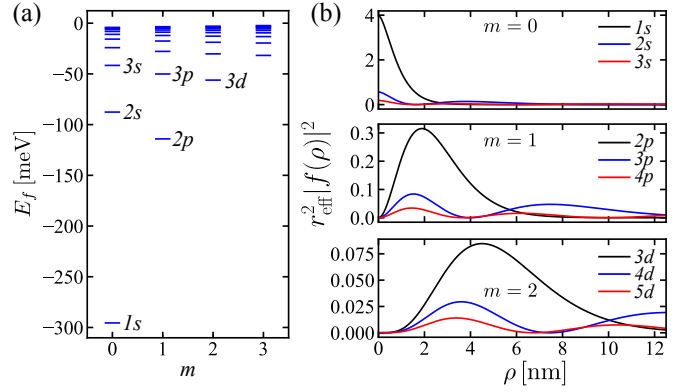 (a)
0
−50
−100
−150
−200
−250
−300
E_f [meV]
3s
3p
3d
2s
2p
1s
0 1 2 3
m
(b)
r²_eff|f(ρ)|²
4
2
0
m = 0
1s
2s
3s
0.3
0.2
0.1
0.0
m = 1
2p
3p
4p
0.075
0.050
0.025
0.000
m = 2
3d
4d
5d
0 2 4 6 8 10 12
ρ [nm]